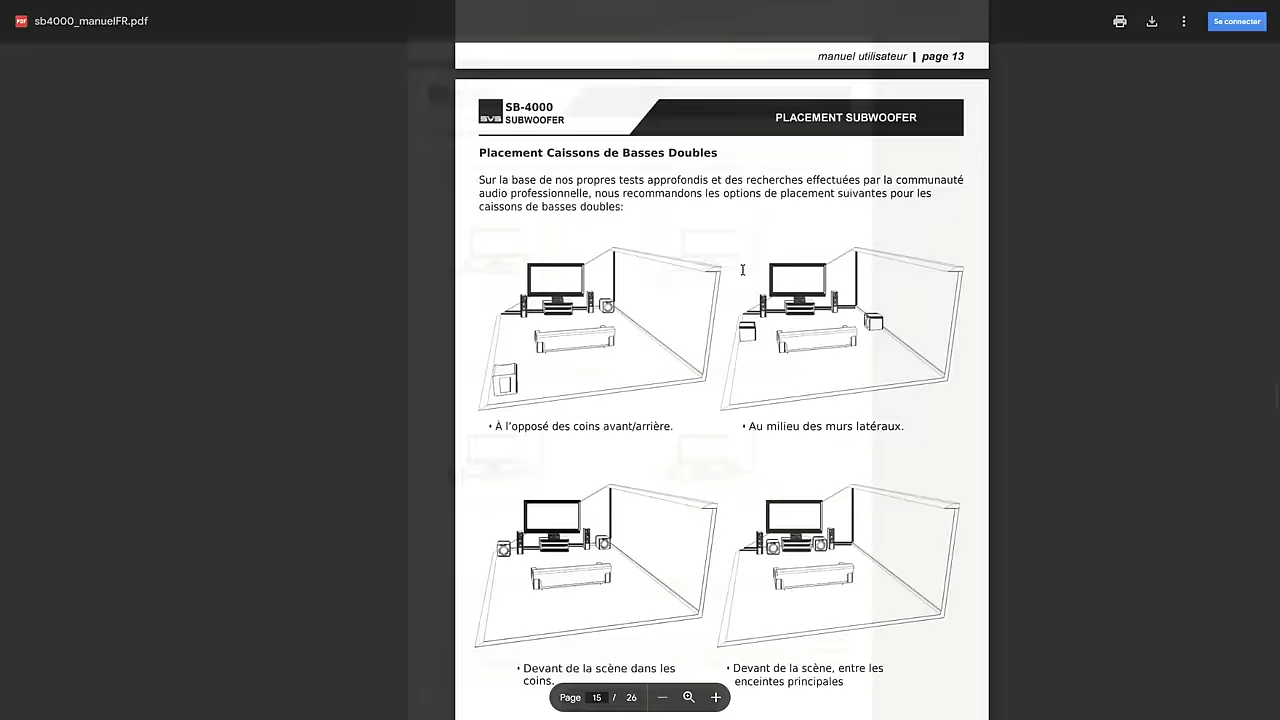 sb4000_manuelFR.pdf
Se connecter
manuel utilisateur | page 13
SVS
SB-4000
SUBWOOFER
PLACEMENT SUBWOOFER
Placement Caissons de Basses Doubles
Sur la base de nos propres tests approfondis et des recherches effectuées par la communauté
audio professionnelle, nous recommandons les options de placement suivantes pour les
caissons de basses doubles:
• À l’opposé des coins avant/arrière.
• Au milieu des murs latéraux.
• Devant de la scène dans les
coins.
• Devant de la scène, entre les
enceintes principales
Page 15 / 26